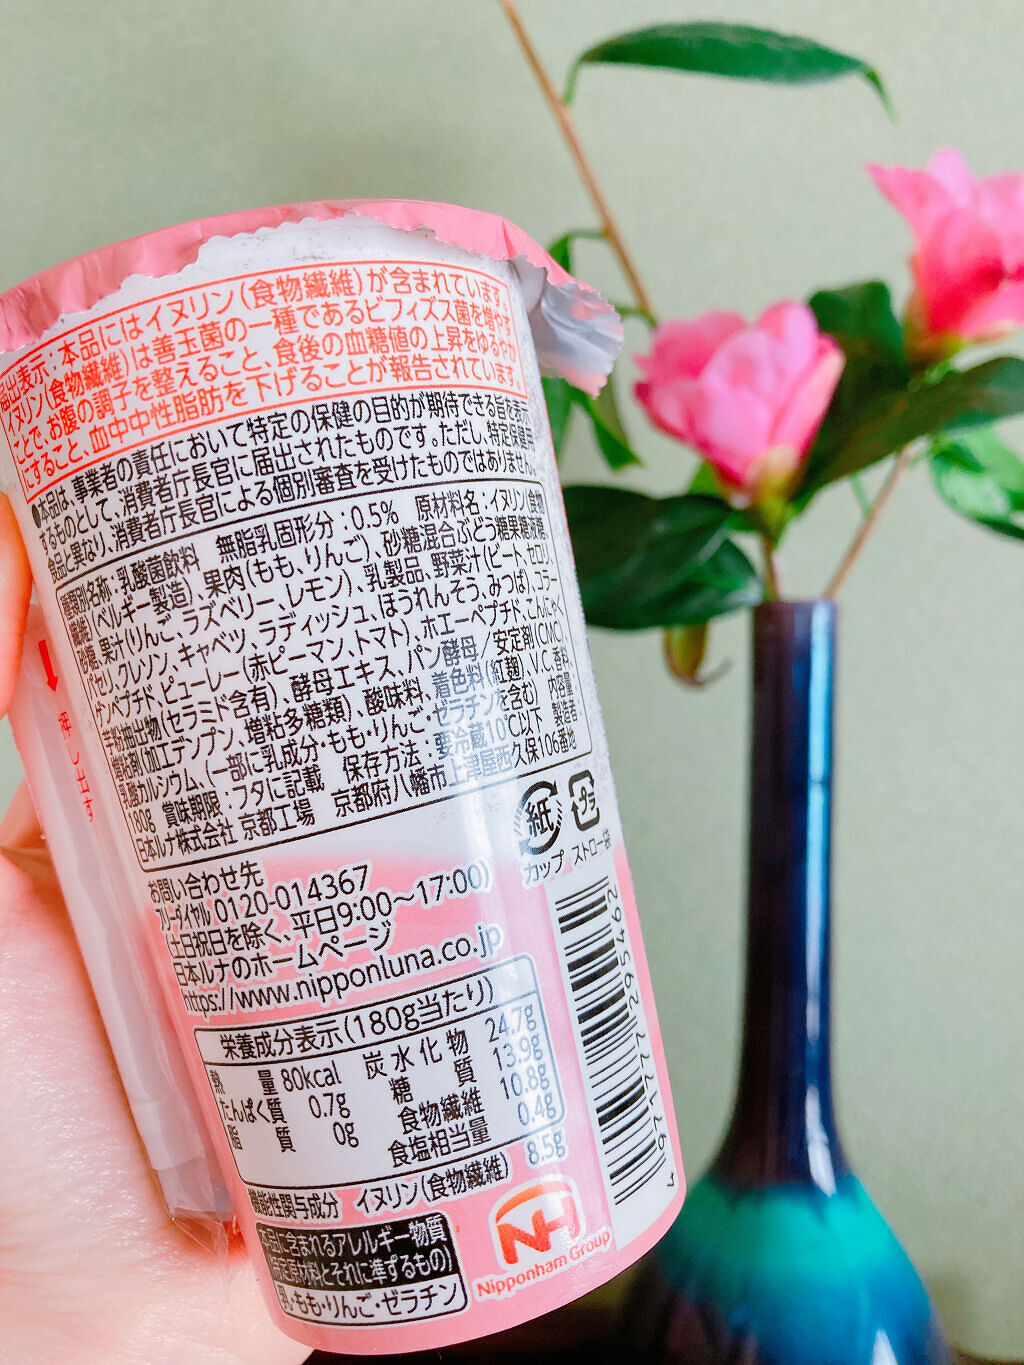 届出表示:本品にはイヌリン(食物繊維)が含まれています。
イヌリン(食物繊維)は善玉菌の一種であるビフィズス菌を増やす
ことで、お腹の調子を整えること、食後の血糖値の上昇をゆるやか
にすること、血中中性脂肪を下げることが報告されています。
●本品は、事業者の責任において特定の保健の目的が期待できる旨を表示
するものとして、消費者庁長官に届出されたものです。ただし、特定保健用
食品と異なり、消費者庁長官による個別審査を受けたものではありません。
種類別名称:乳酸菌飲料 無脂乳固形分:0.5% 原材料名:イヌリン(食物
繊維)(ベルギー製造)、果肉(もも、りんご)、砂糖混合ぶどう糖果糖液糖、
砂糖、果汁(りんご、ラズベリー、レモン)、乳製品、野菜汁(ビート、セロリ、
パセリ、クレソン、キャベツ、ラディッシュ、ほうれんそう、みつば)、コラー
ゲンペプチド、ピューレー(赤ピーマン、トマト)、ホエーペプチド、こんにゃく
芋粉抽出物(セラミド含有)、酵母エキス、パン酵母/安定剤(CMC)、
増粘剤(加工デンプン、増粘多糖類)、酸味料、着色料(紅麹)、V.C、香料、
乳酸カルシウム、(一部に乳成分・もも・りんご・ゼラチンを含む) 内容量:
180g 賞味期限:フタに記載 保存方法:要冷蔵10℃以下 製造者:
日本ルナ株式会社 京都工場 京都府八幡市上津屋西久保106番地
押し出す
紙
カップ
プラ
ストロー袋
お問い合わせ先
フリーダイヤル 0120-014367
(土日祝日を除く、平日9:00〜17:00)
日本ルナのホームページ
https://www.nipponluna.co.jp
栄養成分表示(180g当たり)
熱量 80kcal 炭水化物 24.7g
たんぱく質 0.7g 糖質 13.9g
脂質 0g 食物繊維 10.8g
食塩相当量 0.4g
機能性関与成分 イヌリン(食物繊維) 8.5g
本品に含まれるアレルギー物質
(特定原材料とそれに準ずるもの)
乳・もも・りんご・ゼラチン
NH
Nipponham Group